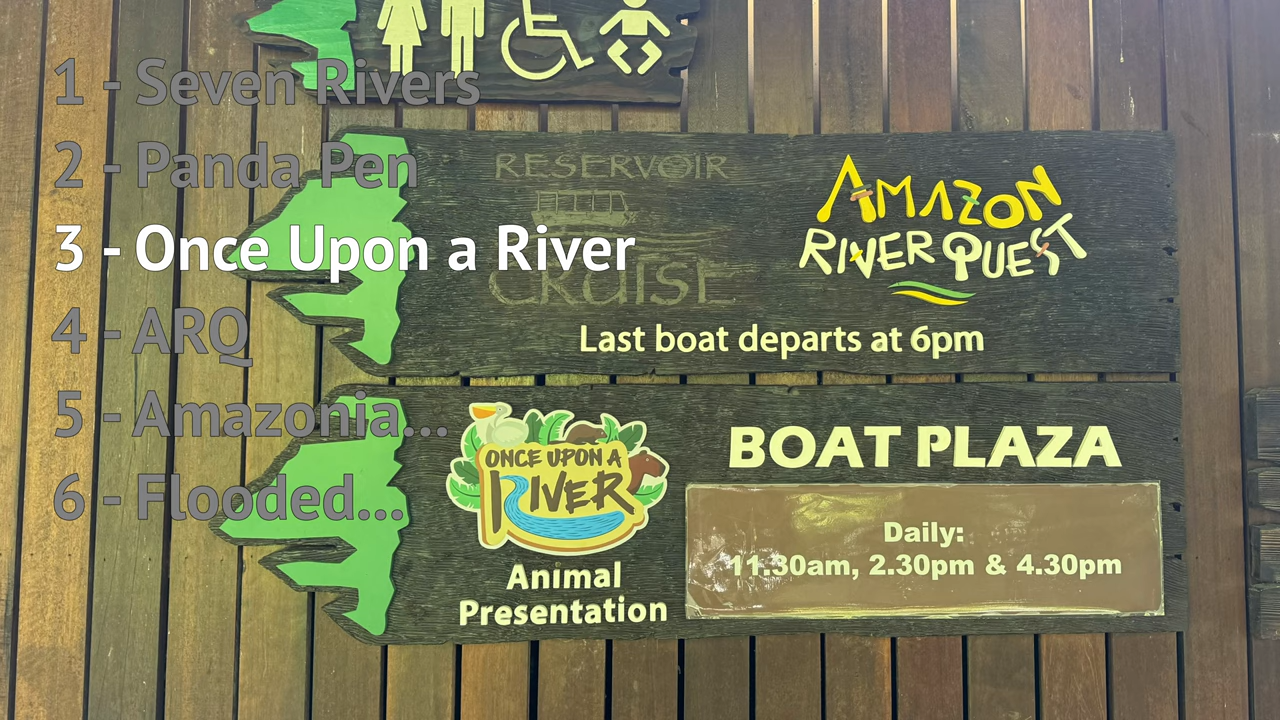 1 - Seven Rivers
2 - Panda Pen
3 - Once Upon a River
4 - ARQ
5 - Amazonia...
6 - Flooded...
RESERVOIR
CRUISE
AMAZON
RIVER QUEST
Last boat departs at 6pm
ONCE UPON A
RIVER
Animal
Presentation
BOAT PLAZA
Daily:
11.30am, 2.30pm & 4.30pm